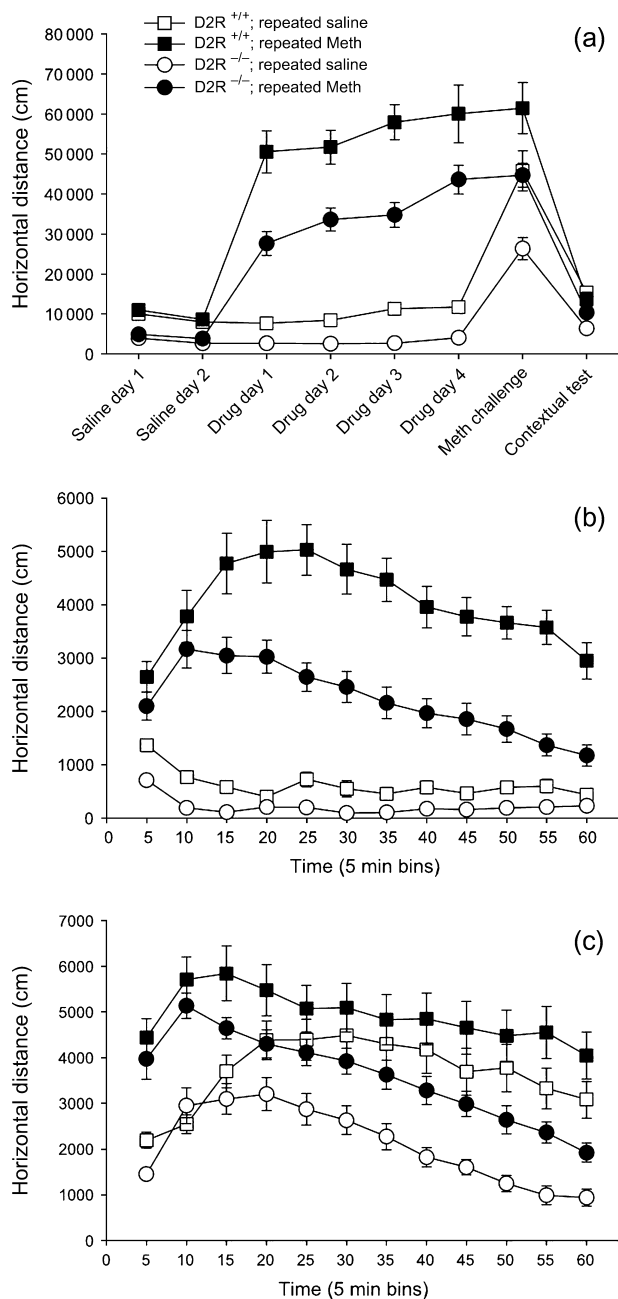 D2R +/+; repeated saline
D2R +/+; repeated Meth
D2R −/−; repeated saline
D2R −/−; repeated Meth
(a)
80 000
70 000
60 000
50 000
40 000
30 000
20 000
10 000
0
Horizontal distance (cm)
Saline day 1
Saline day 2
Drug day 1
Drug day 2
Drug day 3
Drug day 4
Meth challenge
Contextual test
(b)
6000
5000
4000
3000
2000
1000
0
Horizontal distance (cm)
0 5 10 15 20 25 30 35 40 45 50 55 60
Time (5 min bins)
(c)
7000
6000
5000
4000
3000
2000
1000
0
Horizontal distance (cm)
0 5 10 15 20 25 30 35 40 45 50 55 60
Time (5 min bins)